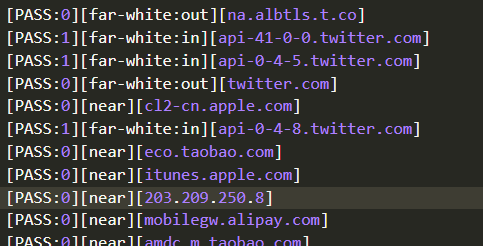 [PASS:0][far-white:out][na.albtls.t.co]
[PASS:1][far-white:in][api-41-0-0.twitter.com]
[PASS:1][far-white:in][api-0-4-5.twitter.com]
[PASS:0][far-white:out][twitter.com]
[PASS:0][near][cl2-cn.apple.com]
[PASS:1][far-white:in][api-0-4-8.twitter.com]
[PASS:0][near][eco.taobao.com]
[PASS:0][near][itunes.apple.com]
[PASS:0][near][203.209.250.8]
[PASS:0][near][mobilegw.alipay.com]
[PASS:0][near][amdc.m.taobao.com]